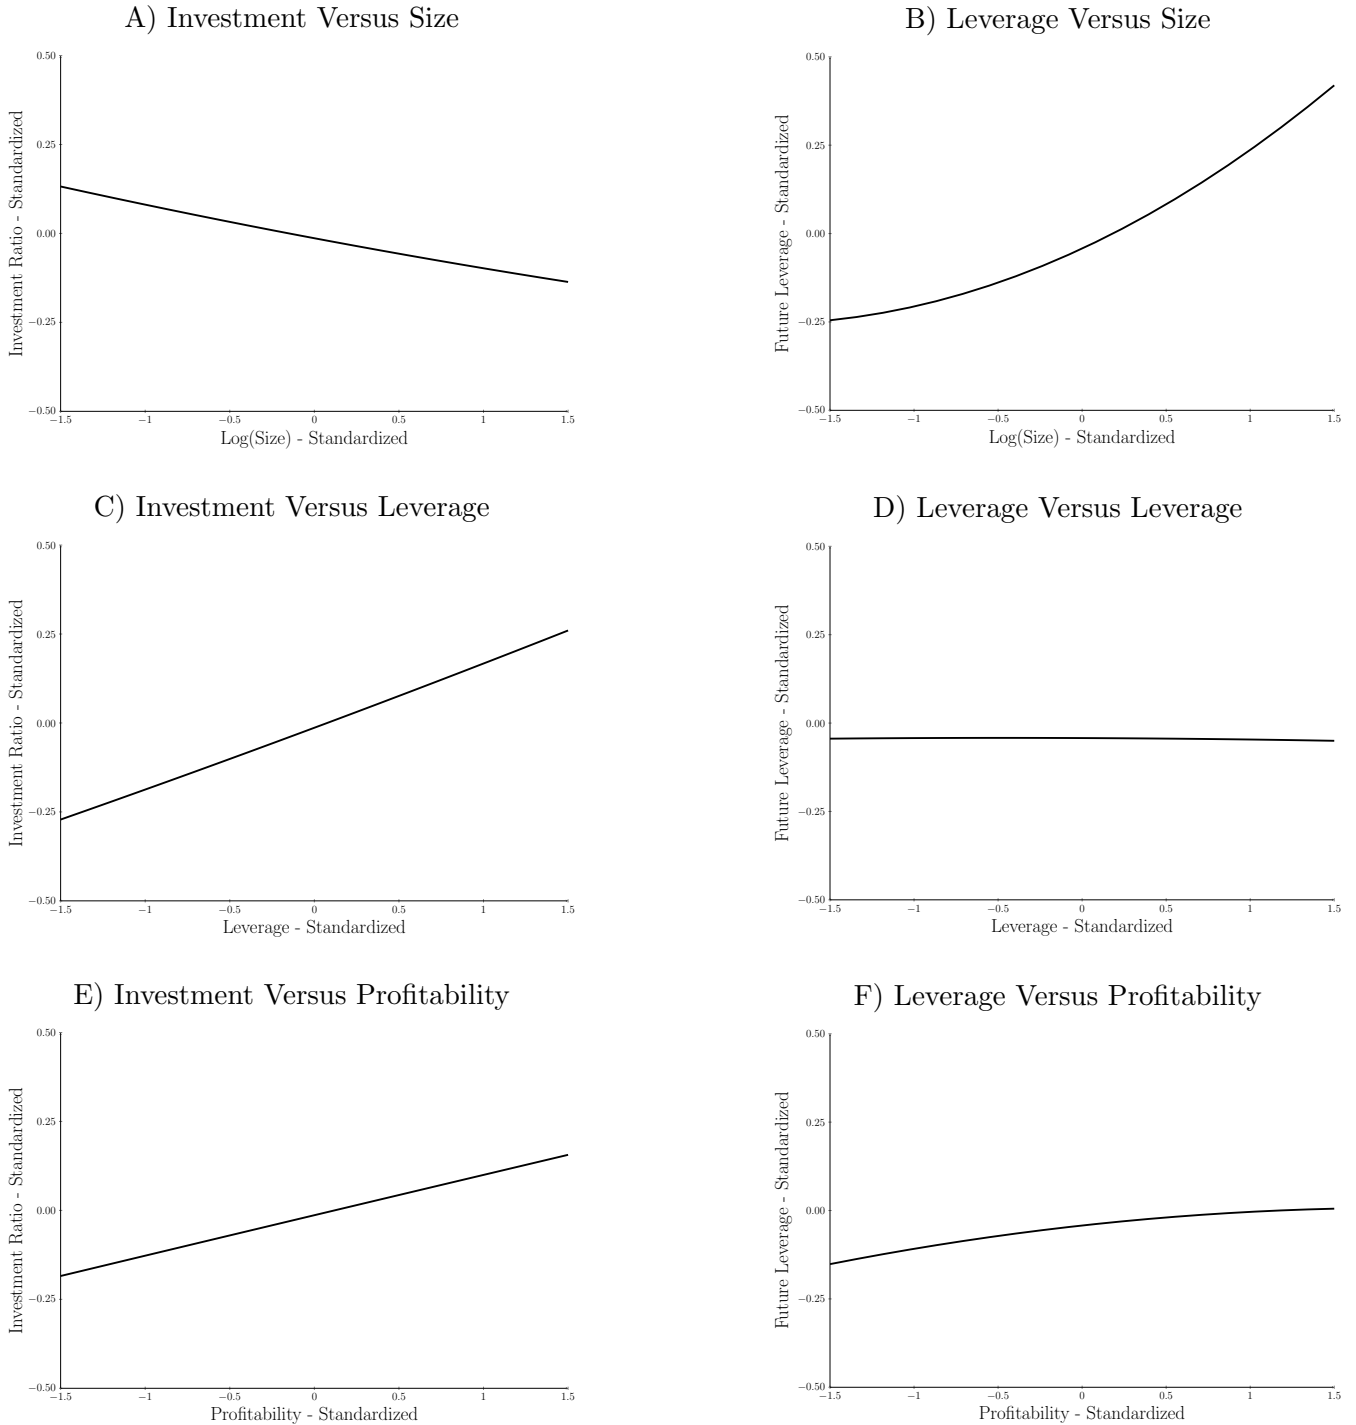 A) Investment Versus Size
B) Leverage Versus Size
0.50
0.25
0.00
−0.25
−0.50
Investment Ratio - Standardized
−1.5 −1 −0.5 0 0.5 1 1.5
Log(Size) - Standardized
0.50
0.25
0.00
−0.25
−0.50
Future Leverage - Standardized
−1.5 −1 −0.5 0 0.5 1 1.5
Log(Size) - Standardized
C) Investment Versus Leverage
D) Leverage Versus Leverage
0.50
0.25
0.00
−0.25
−0.50
Investment Ratio - Standardized
−1.5 −1 −0.5 0 0.5 1 1.5
Leverage - Standardized
0.50
0.25
0.00
−0.25
−0.50
Future Leverage - Standardized
−1.5 −1 −0.5 0 0.5 1 1.5
Leverage - Standardized
E) Investment Versus Profitability
F) Leverage Versus Profitability
0.50
0.25
0.00
−0.25
−0.50
Investment Ratio - Standardized
−1.5 −1 −0.5 0 0.5 1 1.5
Profitability - Standardized
0.50
0.25
0.00
−0.25
−0.50
Future Leverage - Standardized
−1.5 −1 −0.5 0 0.5 1 1.5
Profitability - Standardized